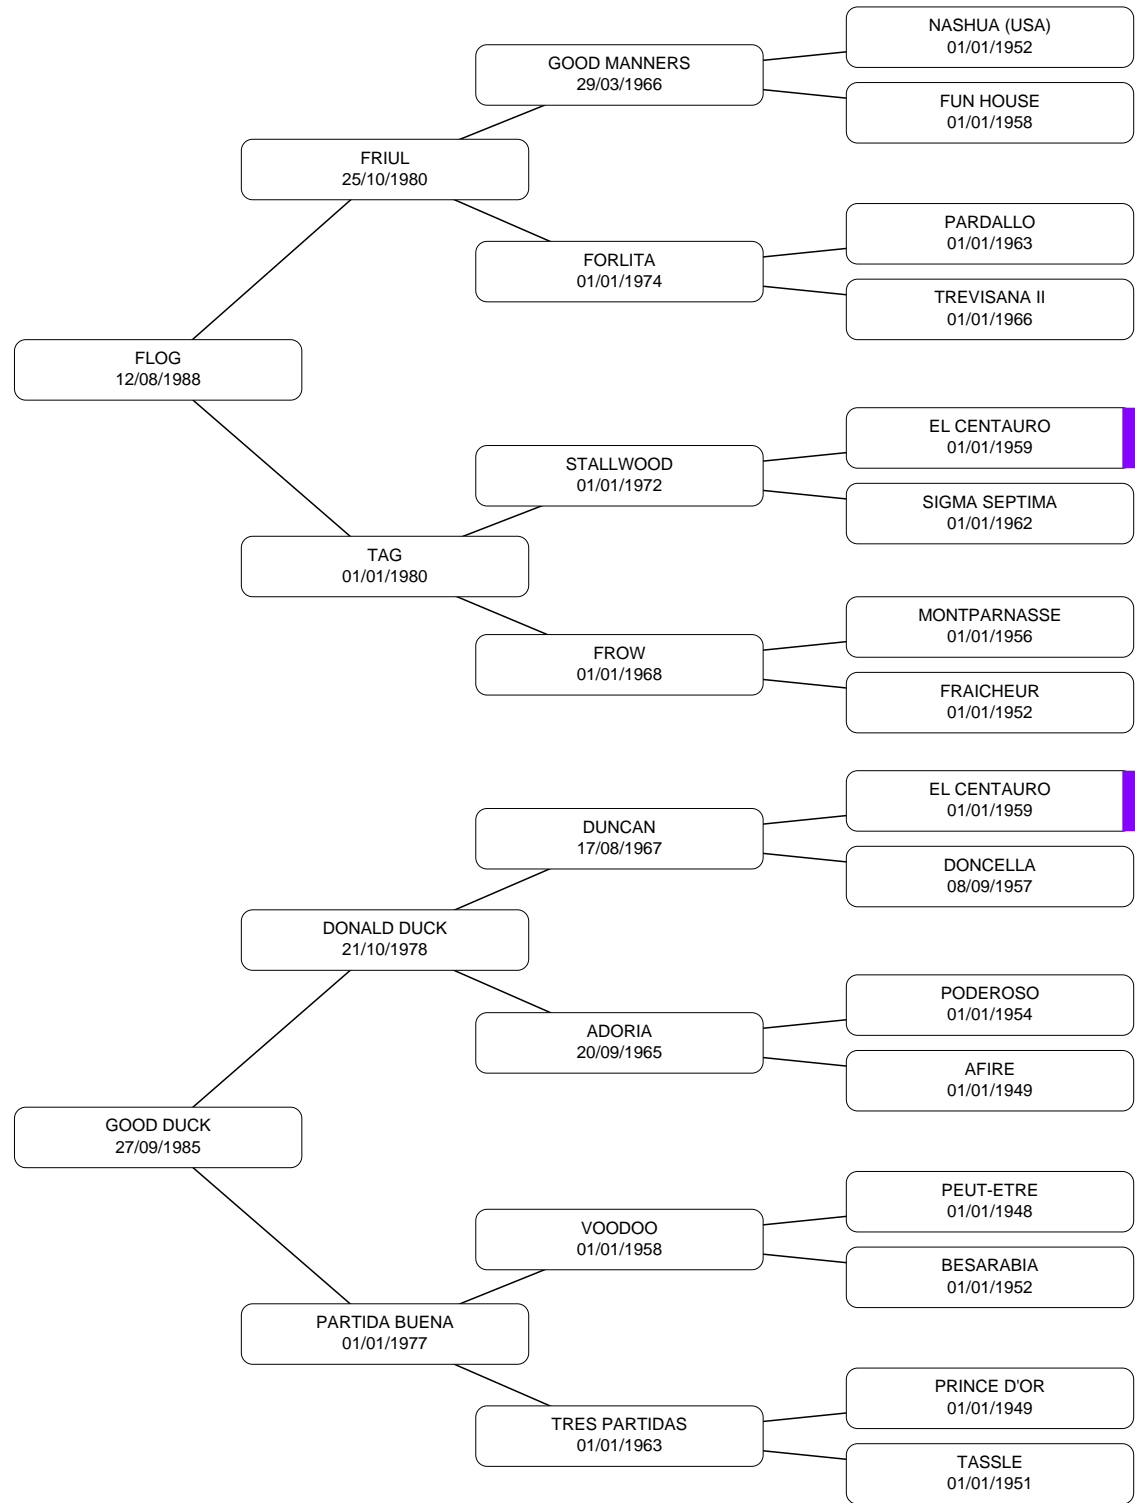 NASHUA (USA)
01/01/1952
GOOD MANNERS
29/03/1966
FUN HOUSE
01/01/1958
FRIUL
25/10/1980
PARDALLO
01/01/1963
FORLITA
01/01/1974
TREVISANA II
01/01/1966
FLOG
12/08/1988
EL CENTAURO
01/01/1959
STALLWOOD
01/01/1972
SIGMA SEPTIMA
01/01/1962
TAG
01/01/1980
MONTPARNASSE
01/01/1956
FROW
01/01/1968
FRAICHEUR
01/01/1952
EL CENTAURO
01/01/1959
DUNCAN
17/08/1967
DONCELLA
08/09/1957
DONALD DUCK
21/10/1978
PODEROSO
01/01/1954
ADORIA
20/09/1965
AFIRE
01/01/1949
GOOD DUCK
27/09/1985
PEUT-ETRE
01/01/1948
VOODOO
01/01/1958
BESARABIA
01/01/1952
PARTIDA BUENA
01/01/1977
PRINCE D'OR
01/01/1949
TRES PARTIDAS
01/01/1963
TASSLE
01/01/1951